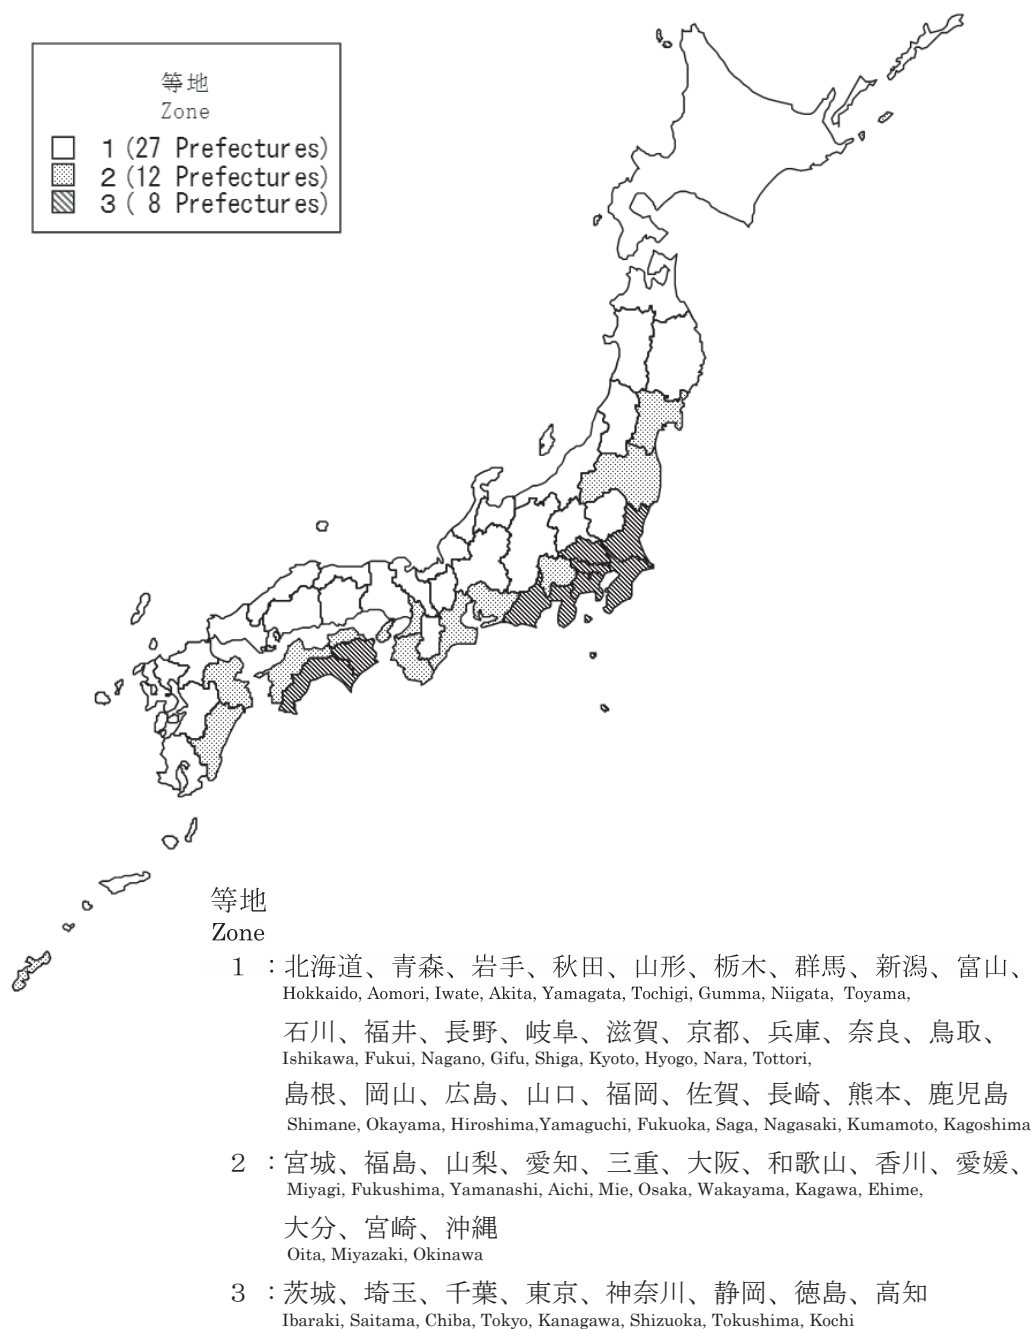 等地
Zone
1 (27 Prefectures)
2 (12 Prefectures)
3 ( 8 Prefectures)
等地
Zone
1 :北海道、青森、岩手、秋田、山形、栃木、群馬、新潟、富山、
Hokkaido, Aomori, Iwate, Akita, Yamagata, Tochigi, Gumma, Niigata, Toyama,
石川、福井、長野、岐阜、滋賀、京都、兵庫、奈良、鳥取、
Ishikawa, Fukui, Nagano, Gifu, Shiga, Kyoto, Hyogo, Nara, Tottori,
島根、岡山、広島、山口、福岡、佐賀、長崎、熊本、鹿児島
Shimane, Okayama, Hiroshima,Yamaguchi, Fukuoka, Saga, Nagasaki, Kumamoto, Kagoshima
2 :宮城、福島、山梨、愛知、三重、大阪、和歌山、香川、愛媛、
Miyagi, Fukushima, Yamanashi, Aichi, Mie, Osaka, Wakayama, Kagawa, Ehime,
大分、宮崎、沖縄
Oita, Miyazaki, Okinawa
3 :茨城、埼玉、千葉、東京、神奈川、静岡、徳島、高知
Ibaraki, Saitama, Chiba, Tokyo, Kanagawa, Shizuoka, Tokushima, Kochi